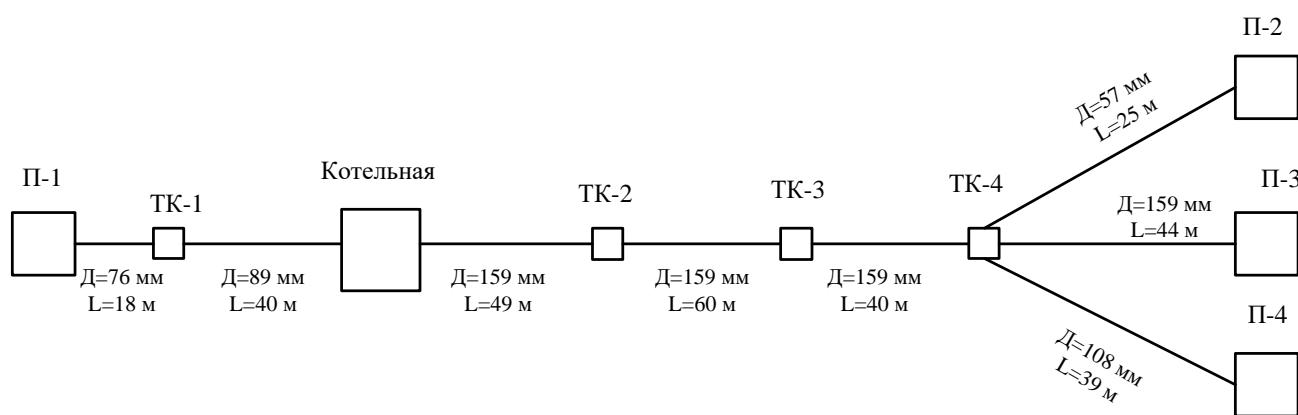 П-2
Д=57 мм
L=25 м
П-1
ТК-1
Котельная
ТК-2
ТК-3
ТК-4
П-3
Д=76 мм
L=18 м
Д=89 мм
L=40 м
Д=159 мм
L=49 м
Д=159 мм
L=60 м
Д=159 мм
L=40 м
Д=159 мм
L=44 м
П-4
Д=108 мм
L=39 м